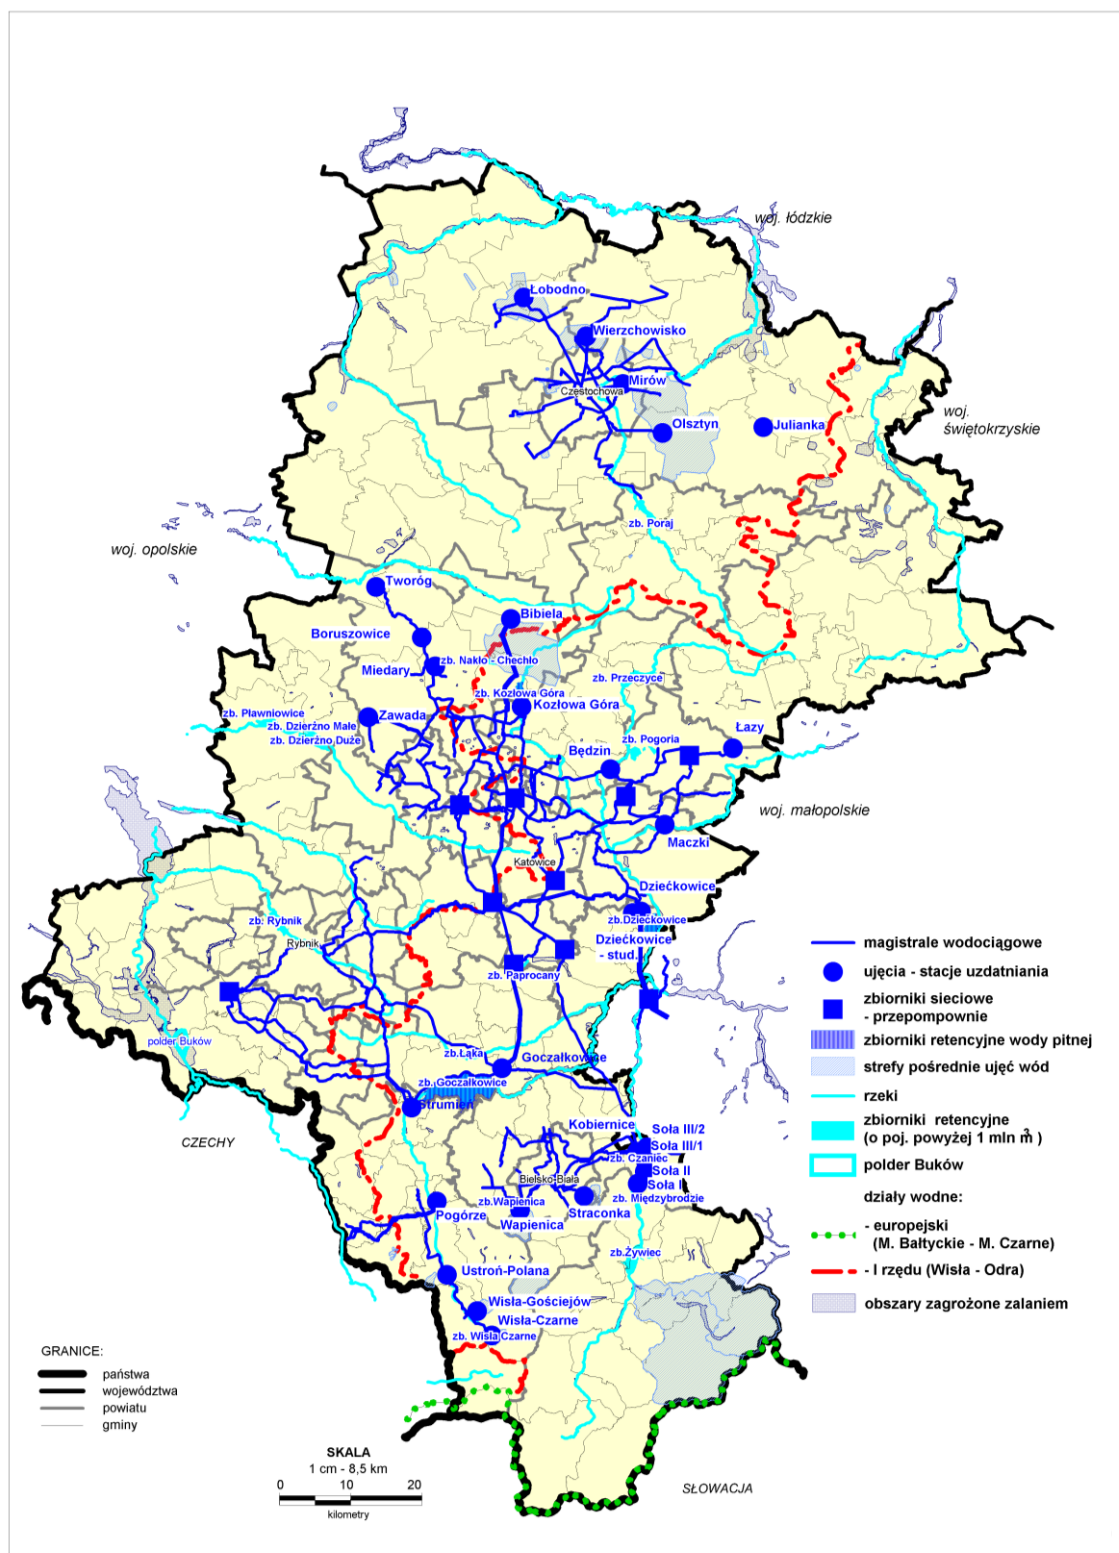 woj. łódzkie
Łobodno
Wierzchowisko
Mirów
Częstochowa
Olsztyn
Julianka
woj.
świętokrzyskie
zb. Poraj
woj. opolskie
Tworóg
Bibiela
Boruszowice
Miedary
zb. Nakło - Chechło
zb. Przeczyce
zb. Kozłowa Góra
Kozłowa Góra
zb. Pławniowice
zb. Dzierżno Małe
zb. Dzierżno Duże
Zawada
Łazy
zb. Pogoria
Będzin
woj. małopolskie
Maczki
Katowice
Dziećkowice
zb.Dziećkowice
Dziećkowice
- stud.
zb. Rybnik
Rybnik
zb. Paprocany
polder Buków
zb.Łąka
Goczałkowice
zb. Goczałkowice
Strumień
CZECHY
Kobiernice
Soła III/2
Soła III/1
zb. Czaniec
Soła II
Soła I
zb. Międzybrodzie
Bielsko-Biała
zb.Wapienica
Wapienica
Straconka
Pogórze
zb.Żywiec
Ustroń-Polana
Wisła-Gościejów
Wisła-Czarne
zb. Wisła Czarne
SŁOWACJA
magistrale wodociągowe
ujęcia - stacje uzdatniania
zbiorniki sieciowe
- przepompownie
zbiorniki retencyjne wody pitnej
strefy pośrednie ujęć wód
rzeki
zbiorniki retencyjne
(o poj. powyżej 1 mln m³ )
polder Buków
działy wodne:
- europejski
(M. Bałtyckie - M. Czarne)
- I rzędu (Wisła - Odra)
obszary zagrożone zalaniem
GRANICE:
państwa
województwa
powiatu
gminy
SKALA
1 cm - 8,5 km
0 10 20
kilometry